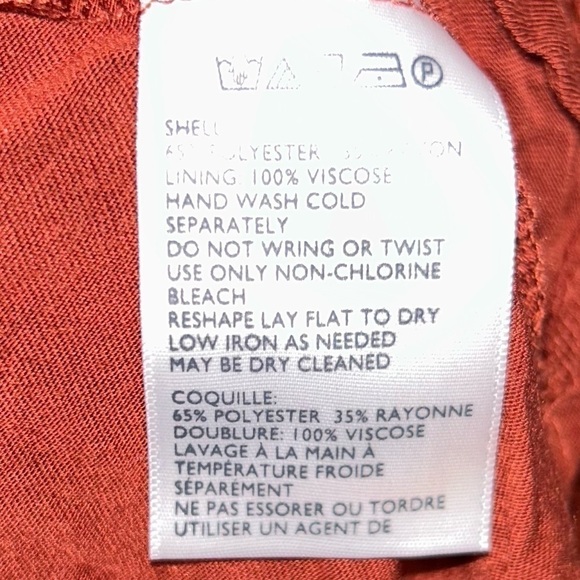 P
SHELL
POLYESTER
LINING: 100% VISCOSE
HAND WASH COLD
SEPARATELY
DO NOT WRING OR TWIST
USE ONLY NON-CHLORINE
BLEACH
RESHAPE LAY FLAT TO DRY
LOW IRON AS NEEDED
MAY BE DRY CLEANED
COQUILLE:
65% POLYESTER 35% RAYONNE
DOUBLURE: 100% VISCOSE
LAVAGE À LA MAIN À
TEMPÉRATURE FROIDE
SÉPARÉMENT
NE PAS ESSORER OU TORDRE
UTILISER UN AGENT DE